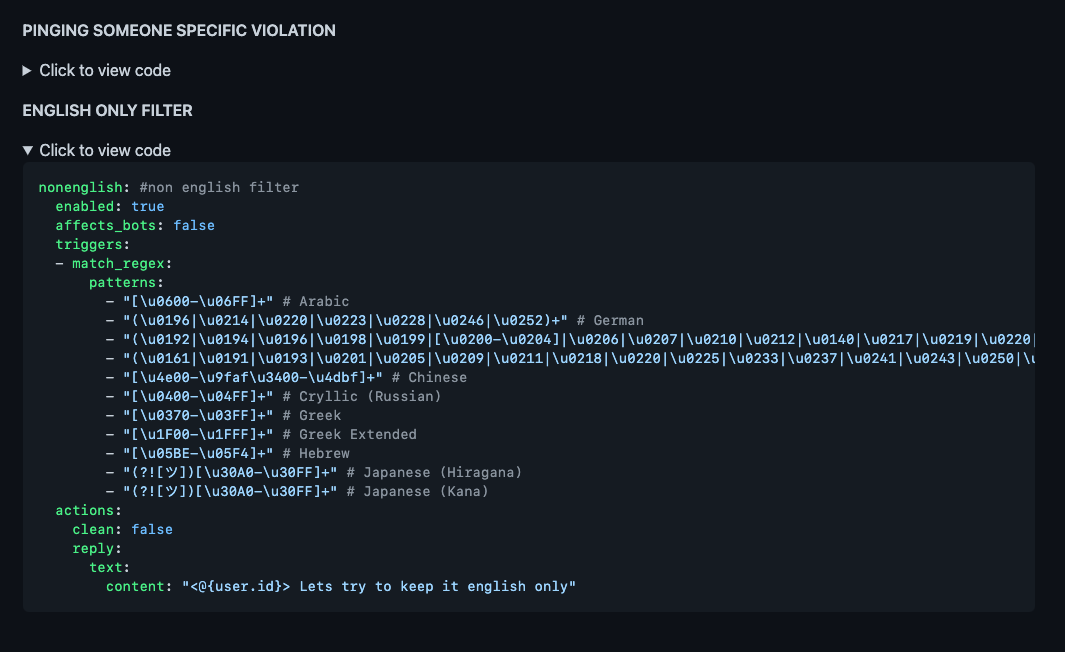 PINGING SOMEONE SPECIFIC VIOLATION
▶ Click to view code
ENGLISH ONLY FILTER
▼ Click to view code
nonenglish: #non english filter
  enabled: true
  affects_bots: false
  triggers:
  – match_regex:
      patterns:
        – "[\u0600-\u06FF]+" # Arabic
        – "(\u0196|\u0214|\u0220|\u0223|\u0228|\u0246|\u0252)+" # German
        – "(\u0192|\u0194|\u0196|\u0198|\u0199|[\u0200-\u0204]|\u0206|\u0207|\u0210|\u0212|\u0140|\u0217|\u0219|\u0220|
        – "(\u0161|\u0191|\u0193|\u0201|\u0205|\u0209|\u0211|\u0218|\u0220|\u0225|\u0233|\u0237|\u0241|\u0243|\u0250|\u
        – "[\u4e00-\u9faf\u3400-\u4dbf]+" # Chinese
        – "[\u0400-\u04FF]+" # Cryllic (Russian)
        – "[\u0370-\u03FF]+" # Greek
        – "[\u1F00-\u1FFF]+" # Greek Extended
        – "[\u05BE-\u05F4]+" # Hebrew
        – "(?![ツ])[\u30A0-\u30FF]+" # Japanese (Hiragana)
        – "(?![ツ])[\u30A0-\u30FF]+" # Japanese (Kana)
  actions:
    clean: false
    reply:
      text:
        content: "<@{user.id}> Lets try to keep it english only"